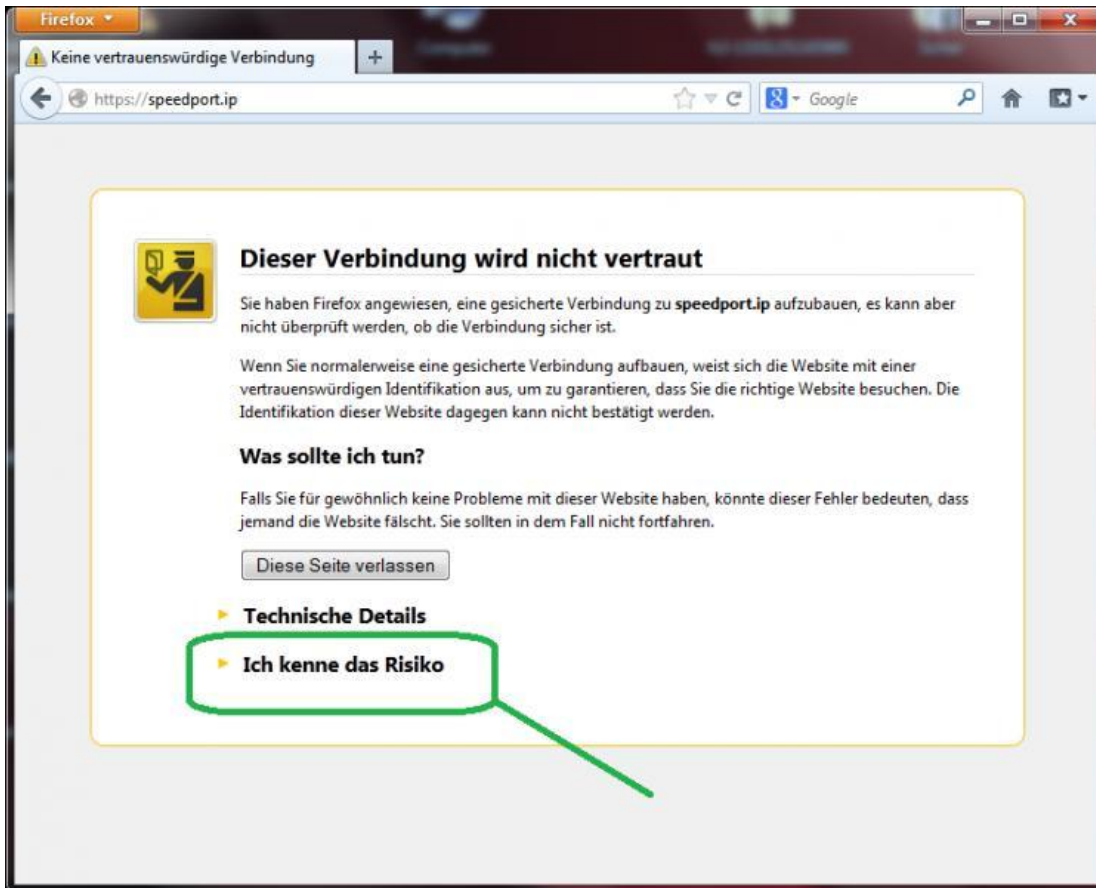 Firefox
Keine vertrauenswürdige Verbindung
https://speedport.ip
Google
Dieser Verbindung wird nicht vertraut
Sie haben Firefox angewiesen, eine gesicherte Verbindung zu speedport.ip aufzubauen, es kann aber
nicht überprüft werden, ob die Verbindung sicher ist.
Wenn Sie normalerweise eine gesicherte Verbindung aufbauen, weist sich die Website mit einer
vertrauenswürdigen Identifikation aus, um zu garantieren, dass Sie die richtige Website besuchen. Die
Identifikation dieser Website dagegen kann nicht bestätigt werden.
Was sollte ich tun?
Falls Sie für gewöhnlich keine Probleme mit dieser Website haben, könnte dieser Fehler bedeuten, dass
jemand die Website fälscht. Sie sollten in dem Fall nicht fortfahren.
Diese Seite verlassen
Technische Details
Ich kenne das Risiko